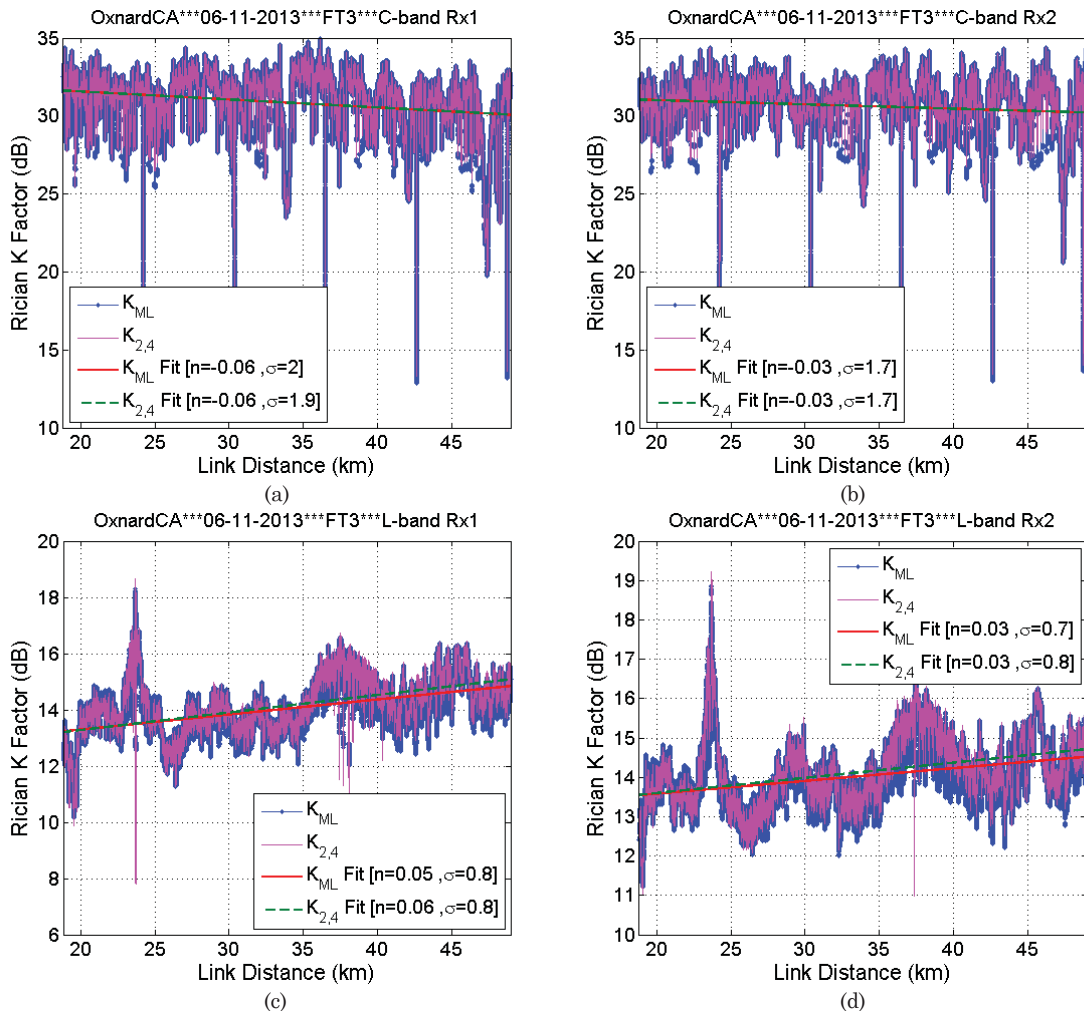 OxnardCA***06-11-2013***FT3***C-band Rx1
35
30
25
20
15
10
Rician K Factor (dB)
K_ML
K_2,4
K_ML Fit [n=-0.06 ,σ=2]
K_2,4 Fit [n=-0.06 ,σ=1.9]
20 25 30 35 40 45
Link Distance (km)
(a)
OxnardCA***06-11-2013***FT3***C-band Rx2
35
30
25
20
15
10
Rician K Factor (dB)
K_ML
K_2,4
K_ML Fit [n=-0.03 ,σ=1.7]
K_2,4 Fit [n=-0.03 ,σ=1.7]
20 25 30 35 40 45
Link Distance (km)
(b)
OxnardCA***06-11-2013***FT3***L-band Rx1
20
18
16
14
12
10
8
6
Rician K Factor (dB)
K_ML
K_2,4
K_ML Fit [n=0.05 ,σ=0.8]
K_2,4 Fit [n=0.06 ,σ=0.8]
20 25 30 35 40 45
Link Distance (km)
(c)
OxnardCA***06-11-2013***FT3***L-band Rx2
20
19
18
17
16
15
14
13
12
11
10
Rician K Factor (dB)
K_ML
K_2,4
K_ML Fit [n=0.03 ,σ=0.7]
K_2,4 Fit [n=0.03 ,σ=0.8]
20 25 30 35 40 45
Link Distance (km)
(d)